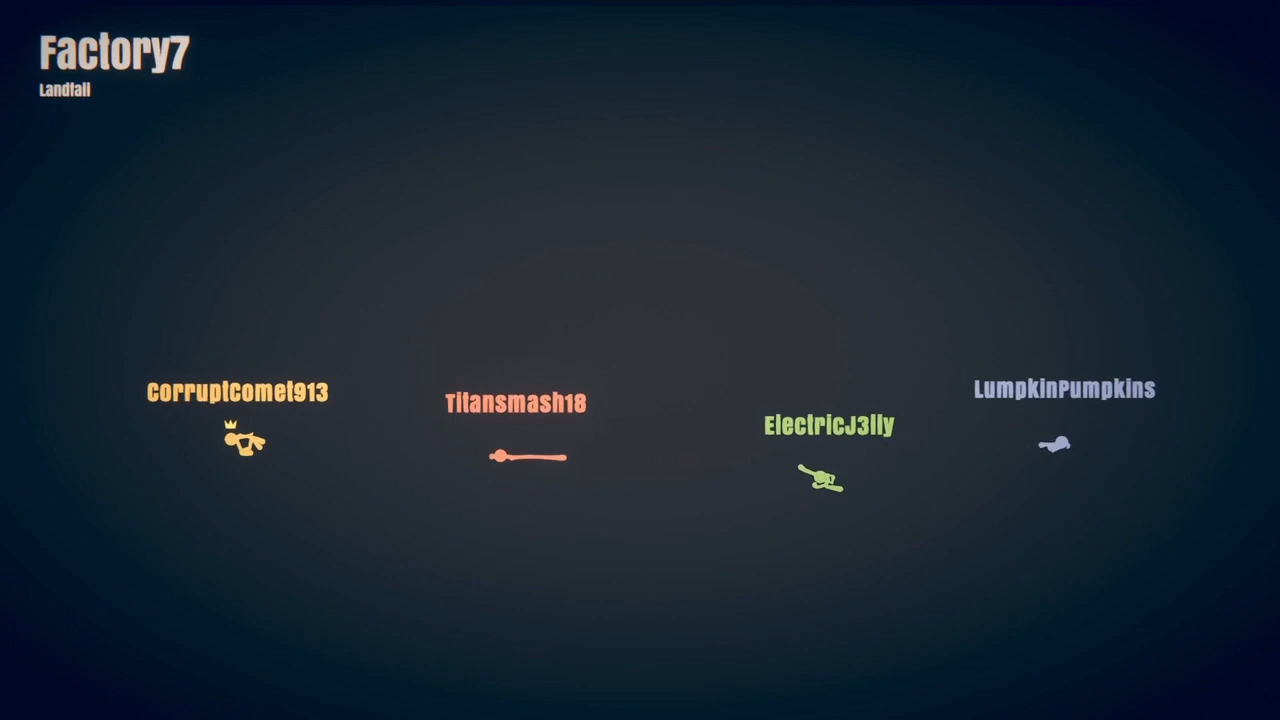 Factory7
Landfall
CorruptComet913
Titansmash18
ElectricJ3lly
LumpkinPumpkins